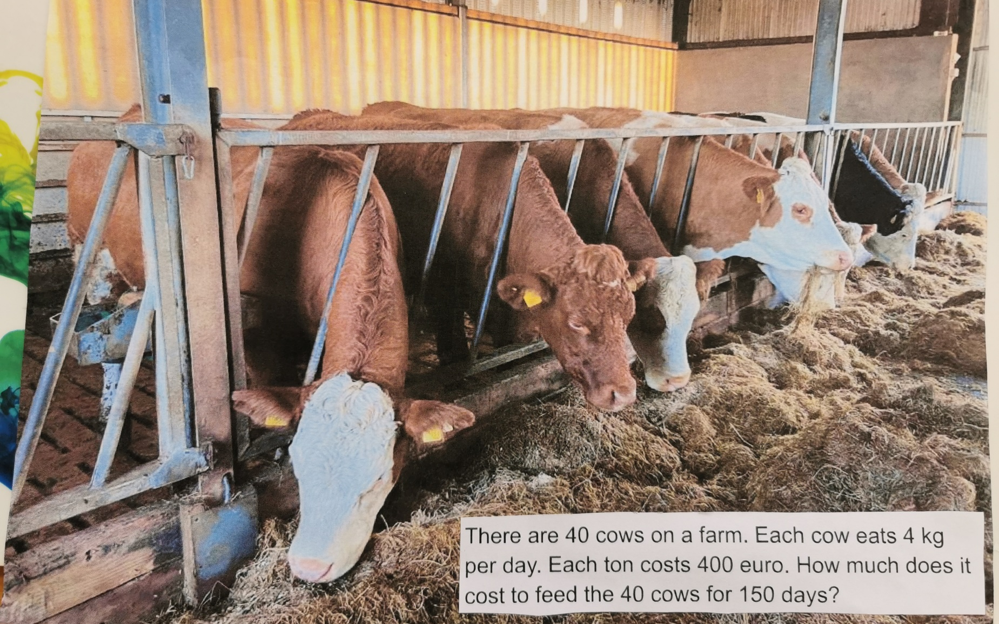 There are 40 cows on a farm. Each cow eats 4 kg
per day. Each ton costs 400 euro. How much does it
cost to feed the 40 cows for 150 days?